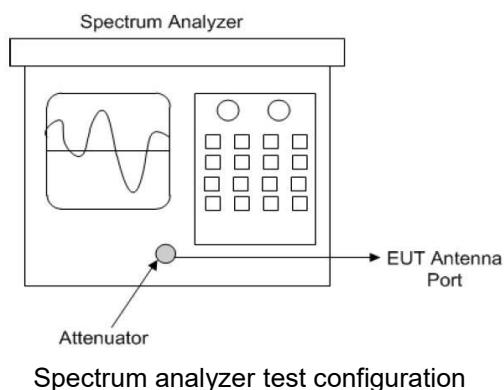 Spectrum Analyzer
EUT Antenna
Port
Attenuator
Spectrum analyzer test configuration